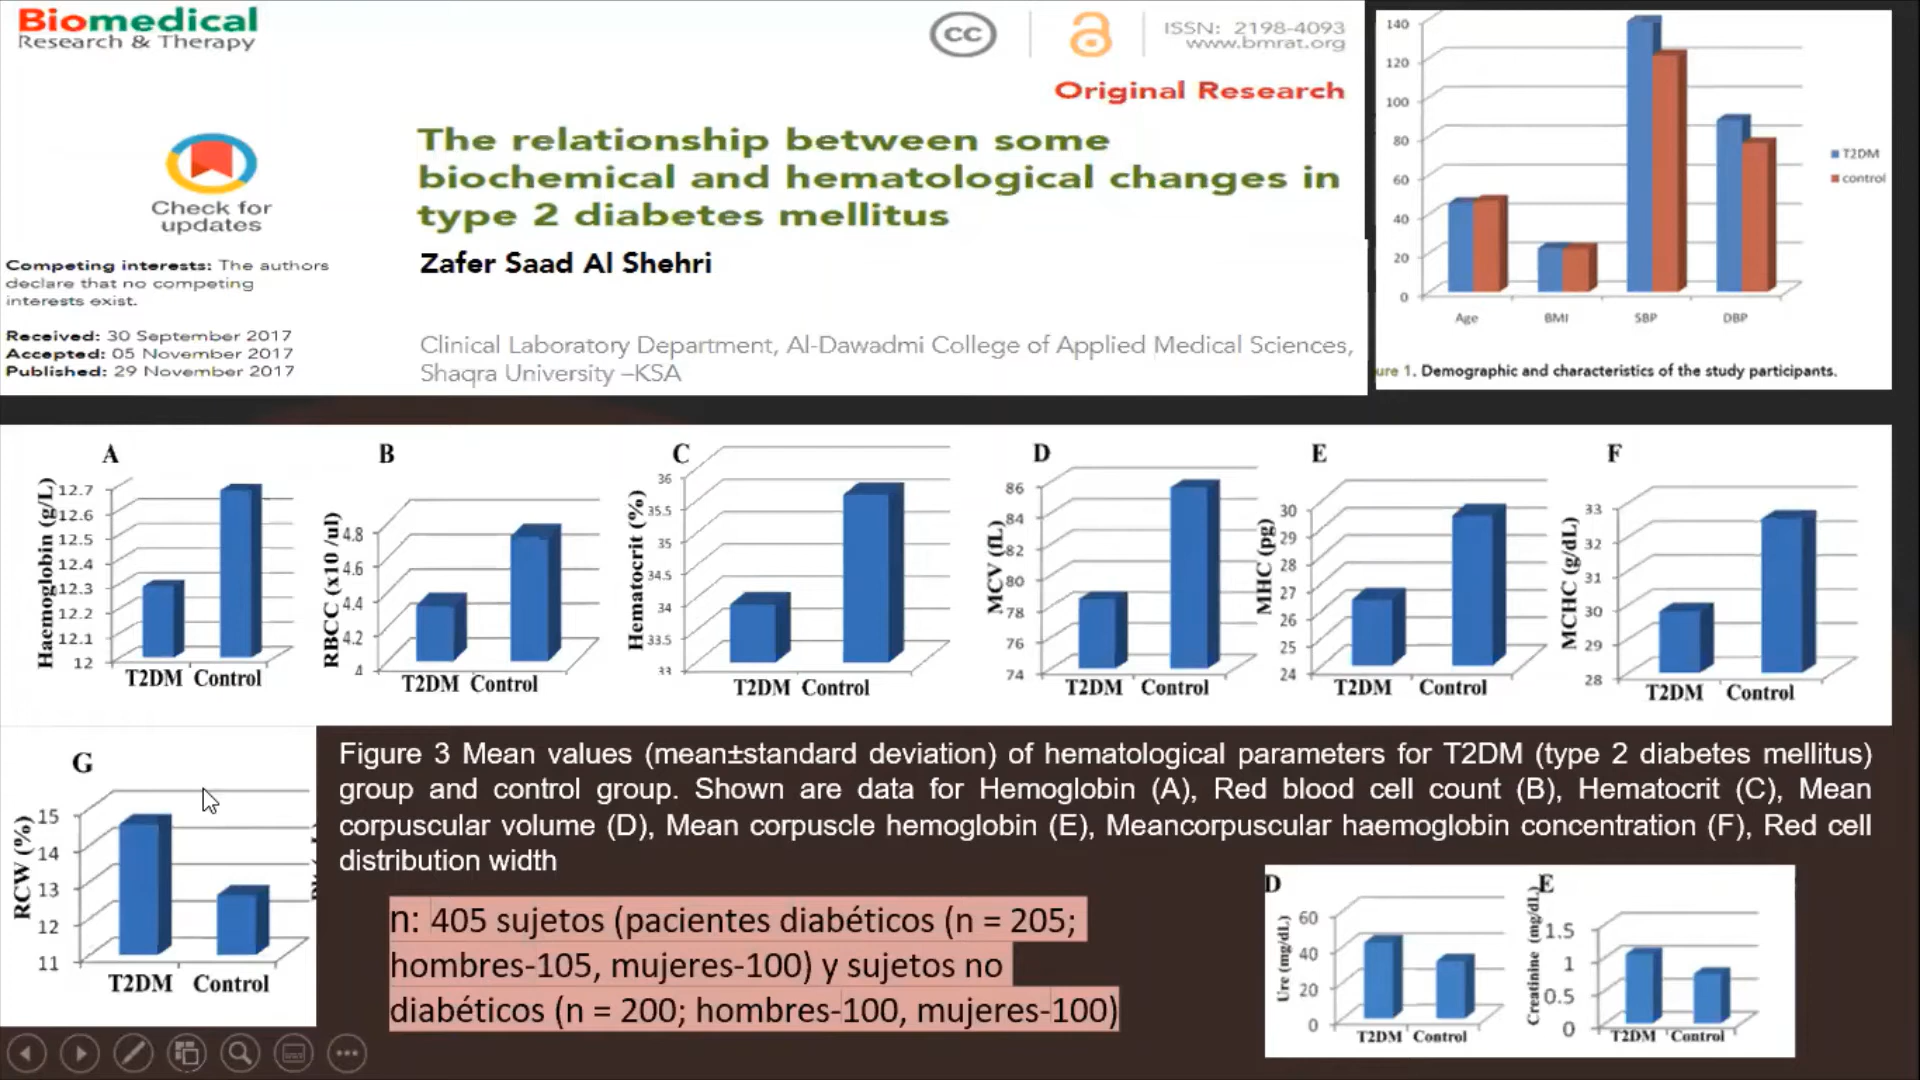 Biomedical
Research & Therapy
cc
ISSN: 2198-4093
www.bmrat.org
Original Research
The relationship between some
biochemical and hematological changes in
type 2 diabetes mellitus
Zafer Saad Al Shehri
Clinical Laboratory Department, Al-Dawadmi College of Applied Medical Sciences,
Shaqra University –KSA
Check for
updates
Competing interests: The authors
declare that no competing
interests exist.
Received: 30 September 2017
Accepted: 05 November 2017
Published: 29 November 2017
140
120
100
80
60
40
20
0
Age BMI SBP DBP
T2DM
control
ure 1. Demographic and characteristics of the study participants.
A
Haemoglobin (g/L)
12.7
12.6
12.5
12.4
12.3
12.2
12.1
12
T2DM Control
B
RBCC (x10 /ul)
4.8
4.6
4.4
4.2
4
T2DM Control
C
Hematocrit (%)
36
35.5
35
34.5
34
33.5
33
T2DM Control
D
MCV (fL)
86
84
82
80
78
76
74
T2DM Control
E
MHC (pg)
30
29
28
27
26
25
24
T2DM Control
F
MCHC (g/dL)
33
32
31
30
29
28
T2DM Control
G
RCW (%)
15
14
13
12
11
T2DM Control
Figure 3 Mean values (mean±standard deviation) of hematological parameters for T2DM (type 2 diabetes mellitus)
group and control group. Shown are data for Hemoglobin (A), Red blood cell count (B), Hematocrit (C), Mean
corpuscular volume (D), Mean corpuscle hemoglobin (E), Meancorpuscular haemoglobin concentration (F), Red cell
distribution width
n: 405 sujetos (pacientes diabéticos (n = 205;
hombres-105, mujeres-100) y sujetos no
diabéticos (n = 200; hombres-100, mujeres-100)
D
Ure (mg/dL)
60
40
20
0
T2DM Control
E
Creatinine (mg/dL)
1.5
1
0.5
0
T2DM Control